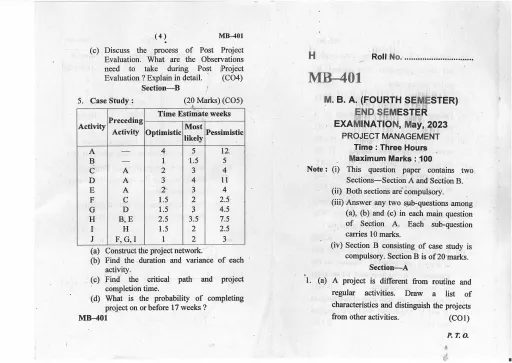 ( 4 ) MB-401
(c) Discuss the process of Post Project
Evaluation. What are the Observations
need to take during Post Project
Evaluation ? Explain in detail. (CO4)
Section—B
5. Case Study : (20 Marks) (CO5)
Activity Preceding Activity Time Estimate weeks
Optimistic Most likely Pessimistic
A — 4 5 12
B — 1 1.5 5
C A 2 3 4
D A 3 4 11
E A 2 3 4
F C 1.5 2 2.5
G D 1.5 3 4.5
H B, E 2.5 3.5 7.5
I H 1.5 2 2.5
J F, G, I 1 2 3
(a) Construct the project network.
(b) Find the duration and variance of each
activity.
(c) Find the critical path and project
completion time.
(d) What is the probability of completing
project on or before 17 weeks ?
MB-401
H Roll No. ..............................
MB-401
M. B. A. (FOURTH SEMESTER)
END SEMESTER
EXAMINATION, May, 2023
PROJECT MANAGEMENT
Time : Three Hours
Maximum Marks : 100
Note : (i) This question paper contains two
Sections—Section A and Section B.
(ii) Both sections are compulsory.
(iii) Answer any two sub-questions among
(a), (b) and (c) in each main question
of Section A. Each sub-question
carries 10 marks.
(iv) Section B consisting of case study is
compulsory. Section B is of 20 marks.
Section—A
1. (a) A project is different from routine and
regular activities. Draw a list of
characteristics and distinguish the projects
from other activities. (CO1)
P. T. O.